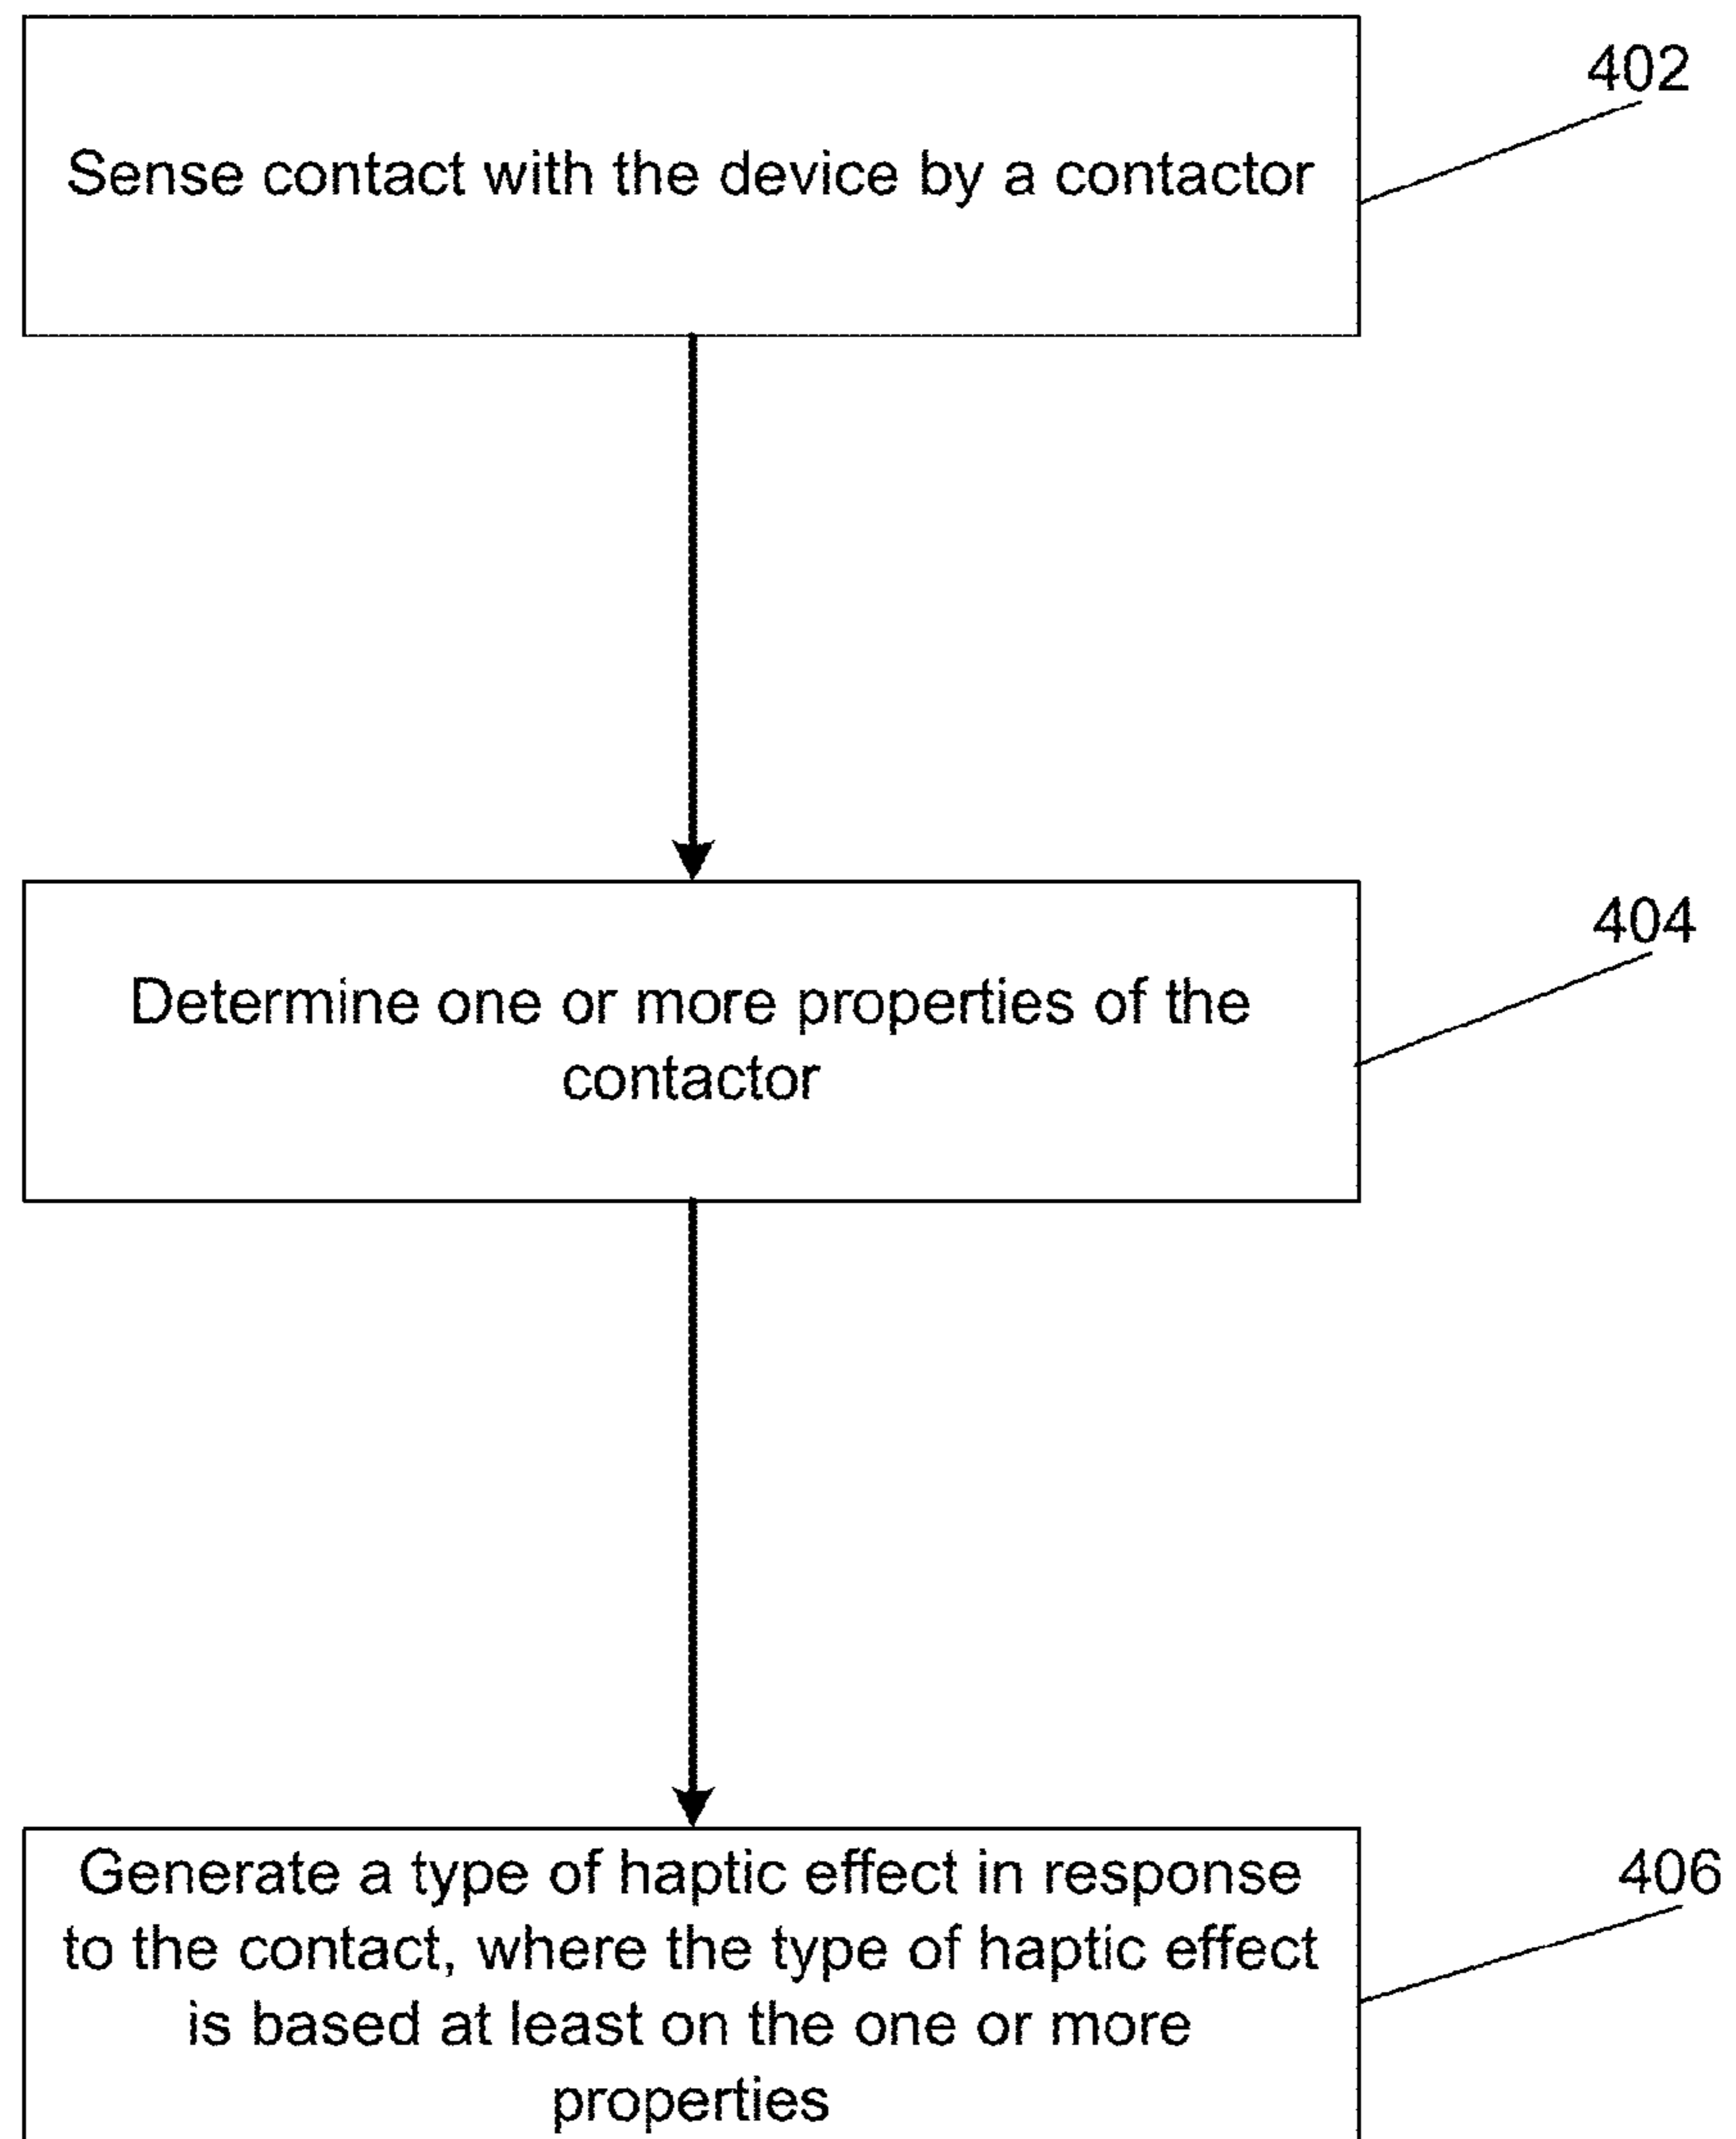 402
Sense contact with the device by a contactor
404
Determine one or more properties of the
contactor
406
Generate a type of haptic effect in response
to the contact, where the type of haptic effect
is based at least on the one or more
properties